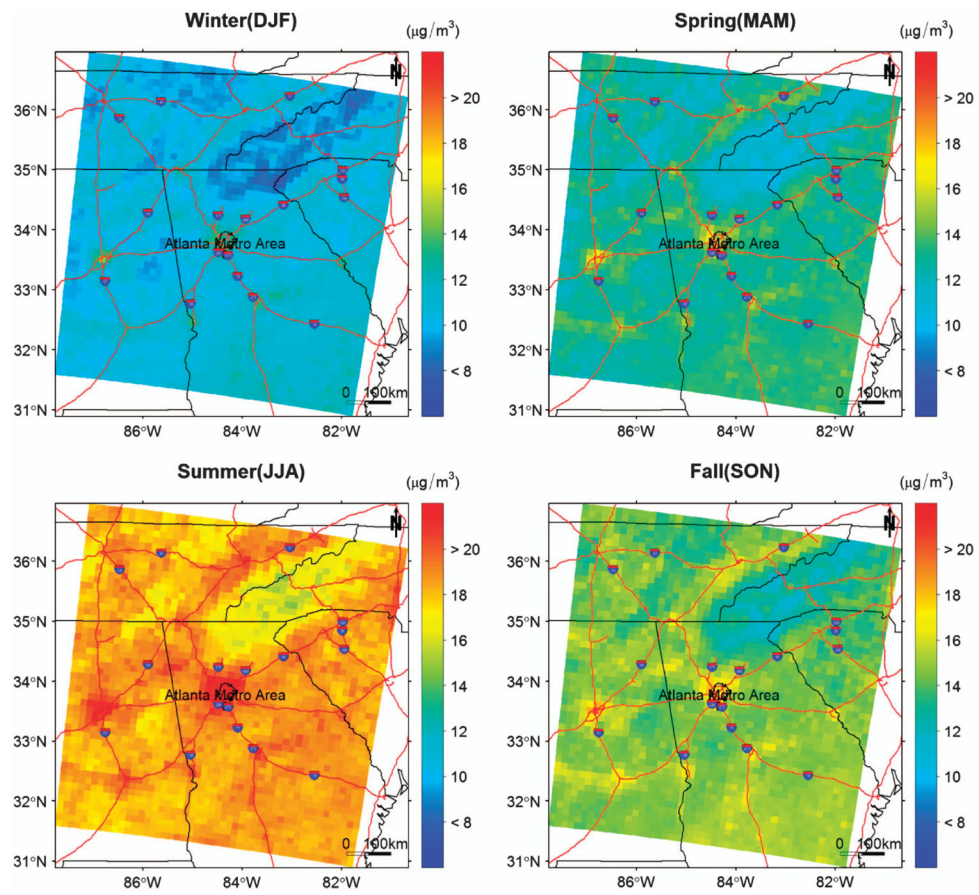 Winter(DJF)
(μg/m³)
N
> 20
18
16
14
12
10
< 8
36°N
35°N
34°N
33°N
32°N
31°N
Atlanta Metro Area
0 100km
86°W
84°W
82°W
Spring(MAM)
(μg/m³)
N
> 20
18
16
14
12
10
< 8
36°N
35°N
34°N
33°N
32°N
31°N
Atlanta Metro Area
0 100km
86°W
84°W
82°W
Summer(JJA)
(μg/m³)
N
> 20
18
16
14
12
10
< 8
36°N
35°N
34°N
33°N
32°N
31°N
Atlanta Metro Area
0 100km
86°W
84°W
82°W
Fall(SON)
(μg/m³)
N
> 20
18
16
14
12
10
< 8
36°N
35°N
34°N
33°N
32°N
31°N
Atlanta Metro Area
0 100km
86°W
84°W
82°W